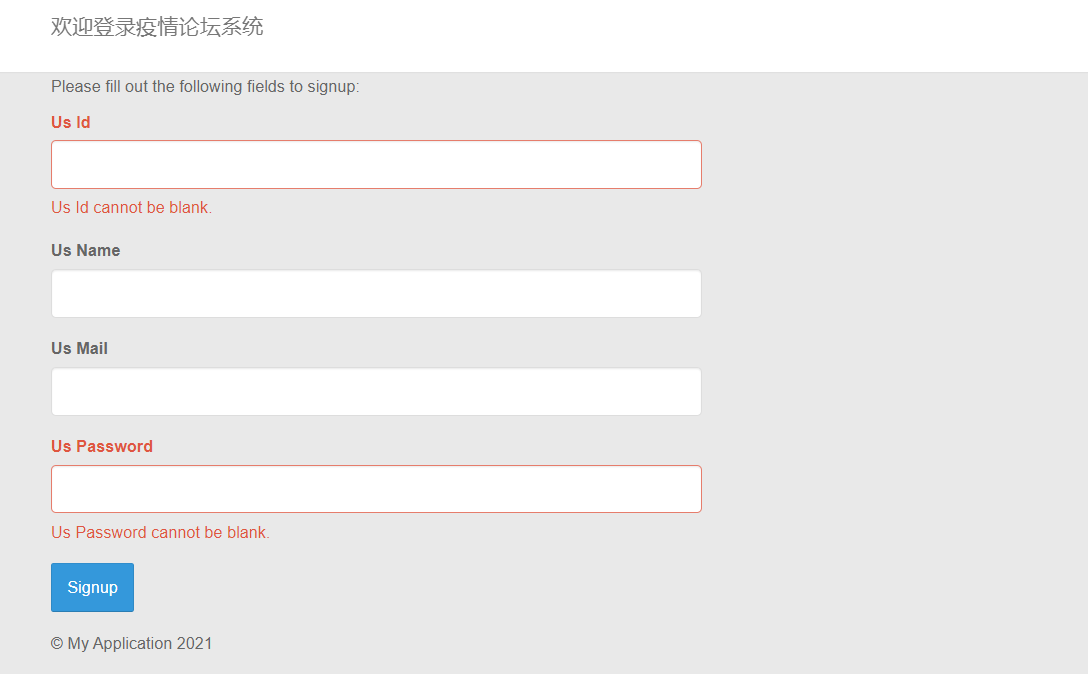 欢迎登录疫情论坛系统
Please fill out the following fields to signup:
Us Id
Us Id cannot be blank.
Us Name
Us Mail
Us Password
Us Password cannot be blank.
Signup
© My Application 2021